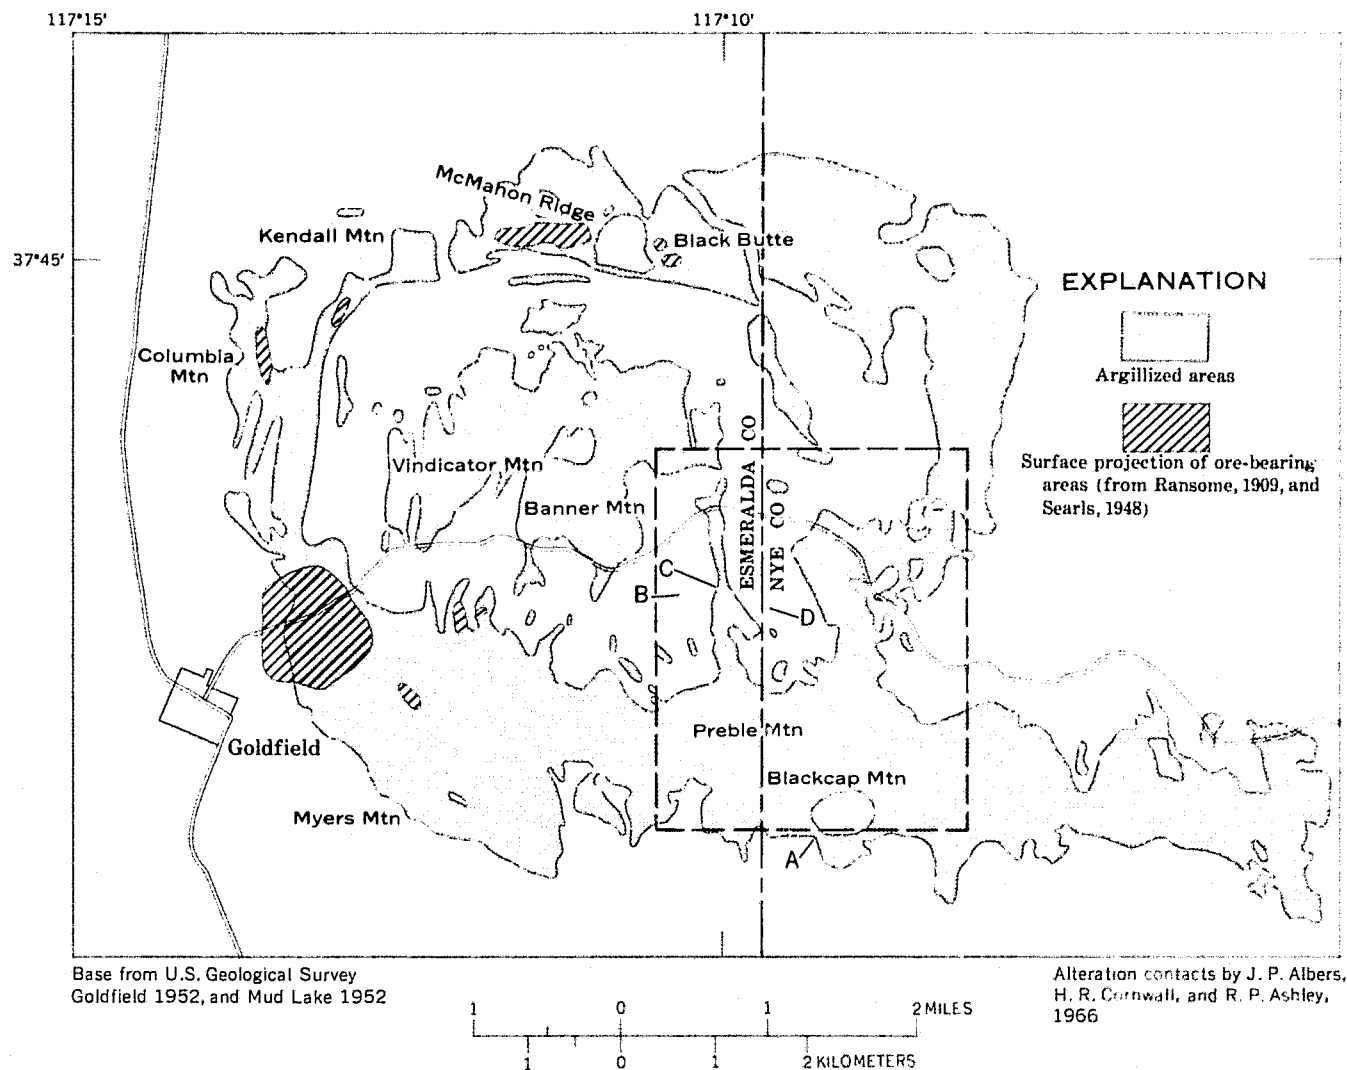 117°15'
117°10'
McMahon Ridge
Kendall Mtn
Black Butte
37°45'
EXPLANATION
Argillized areas
Columbia
Mtn
Surface projection of ore-bearing
areas (from Ransome, 1909, and
Searls, 1948)
Vindicator Mtn
Banner Mtn
ESMERALDA CO
NYE CO
C
B
D
Preble Mtn
Goldfield
Blackcap Mtn
Myers Mtn
A
Base from U.S. Geological Survey
Goldfield 1952, and Mud Lake 1952
Alteration contacts by J. P. Albers,
H. R. Cornwall, and R. P. Ashley,
1966
1 0 1 2 MILES
1 0 1 2 KILOMETERS